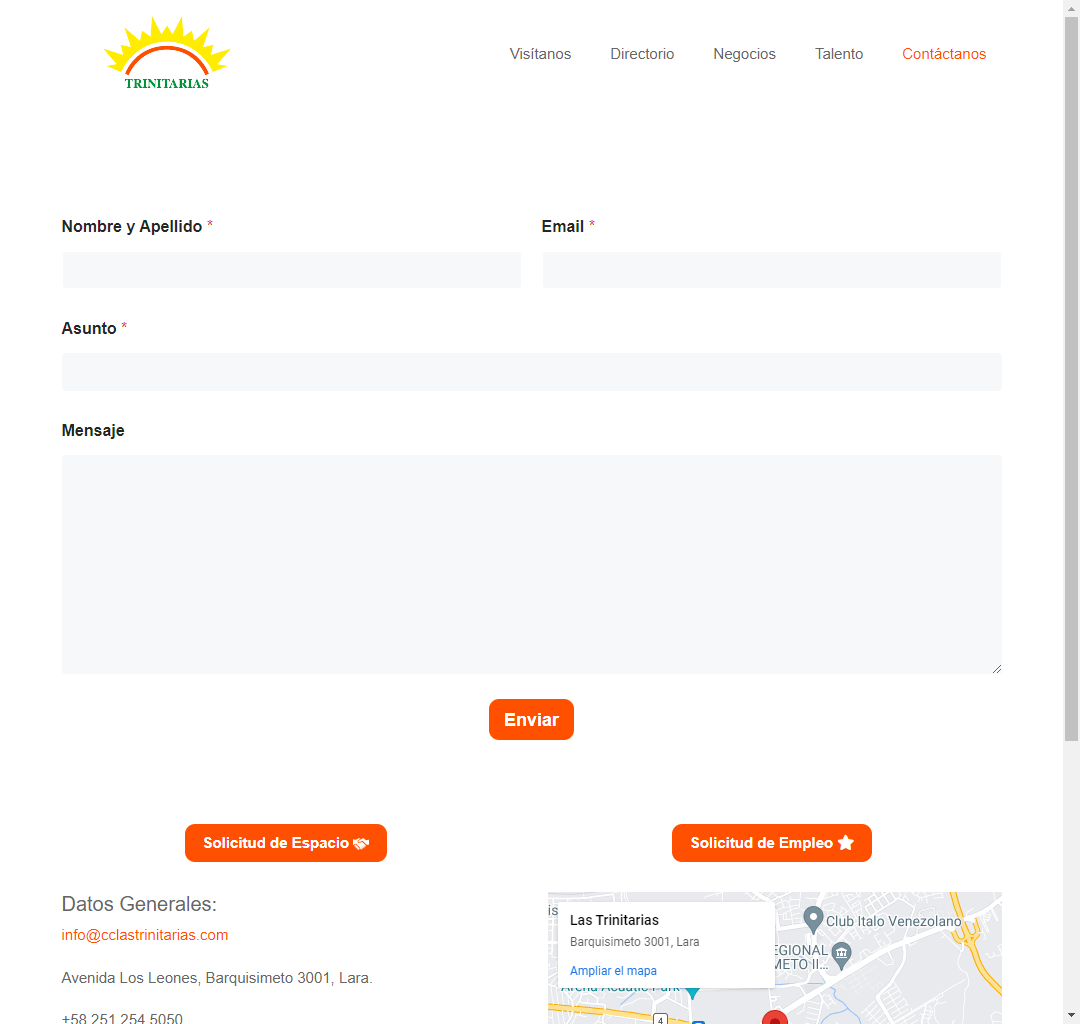 TRINITARIAS
Visítanos
Directorio
Negocios
Talento
Contáctanos
Nombre y Apellido *
Email *
Asunto *
Mensaje
Enviar
Solicitud de Espacio
Solicitud de Empleo
Datos Generales:
info@cclastrinitarias.com
Avenida Los Leones, Barquisimeto 3001, Lara.
+58 251 254 5050
Las Trinitarias
Barquisimeto 3001, Lara
Ampliar el mapa
Club Italo Venezolano
EGIONAL
METO II...
Arena Acuatic Park
4